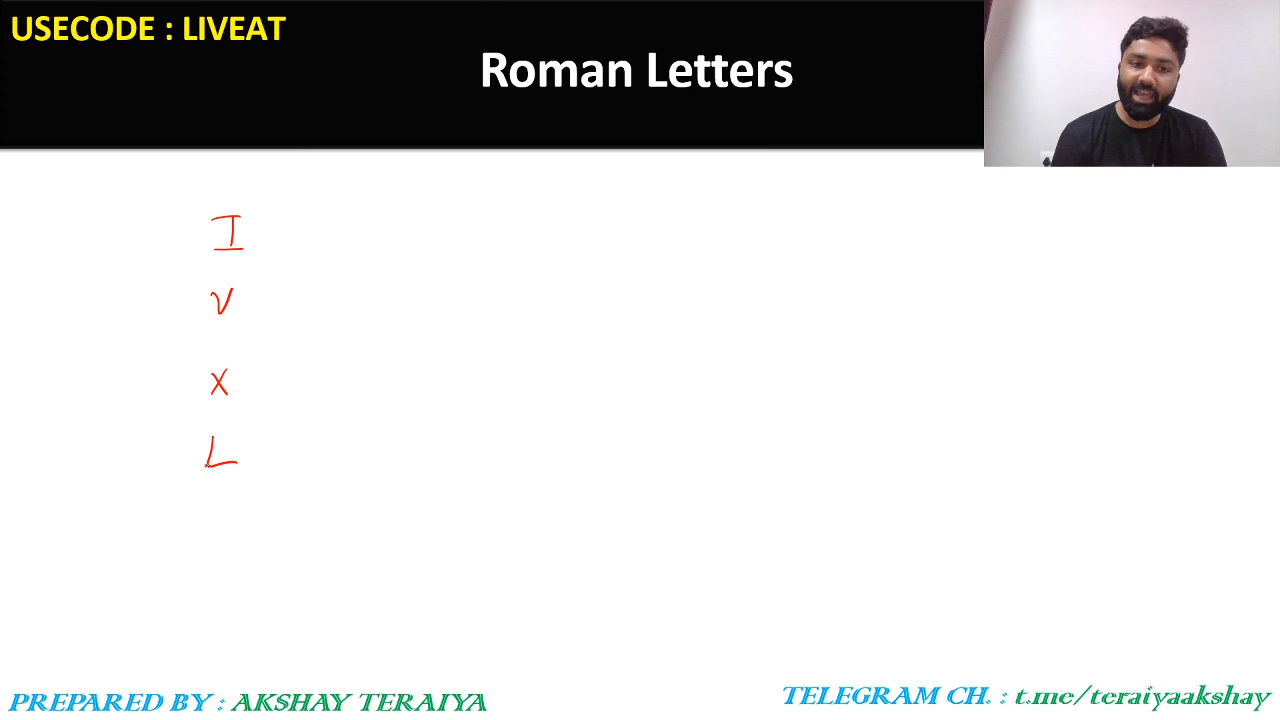 USECODE : LIVEAT
Roman Letters
I
V
X
L
PREPARED BY : AKSHAY TERAIYA
TELEGRAM CH. : t.me/teraiyaakshay